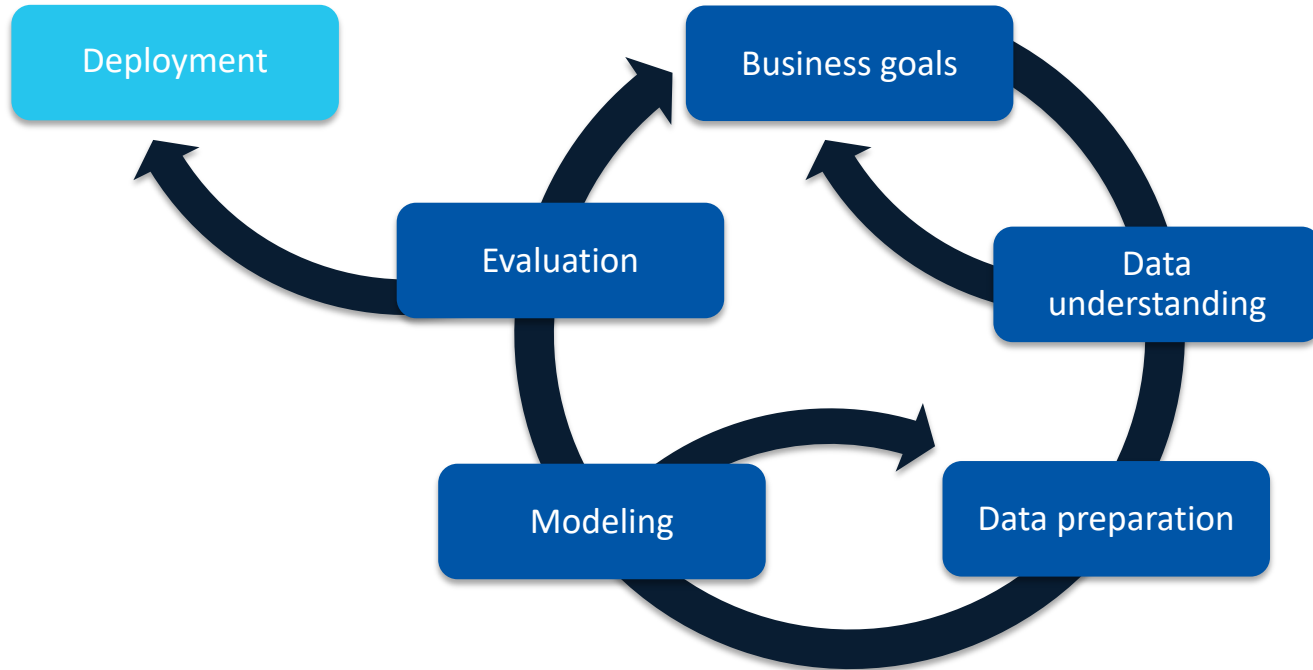 Deployment
Business goals
Evaluation
Data
understanding
Modeling
Data preparation